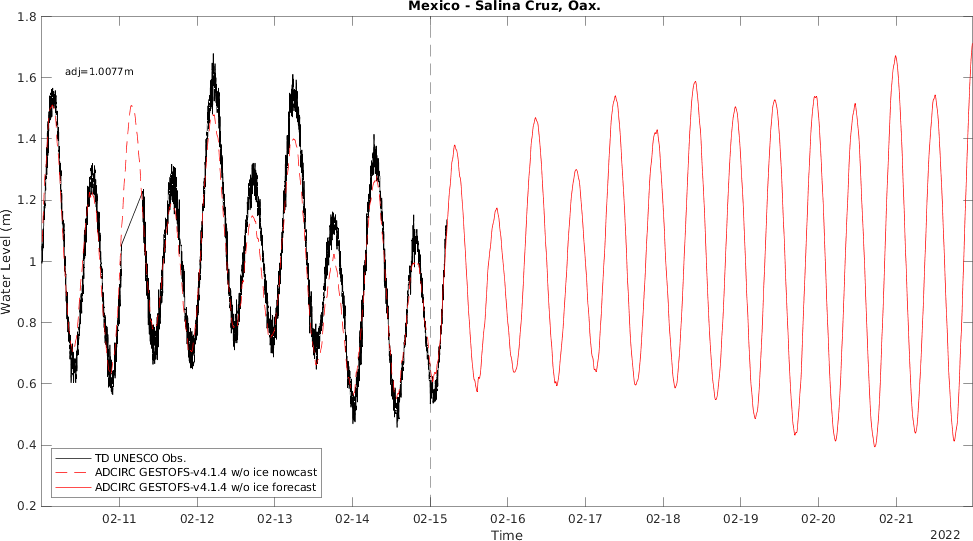 Mexico - Salina Cruz, Oax.
adj=1.0077m
1.8
1.6
1.4
1.2
1
0.8
0.6
0.4
0.2
Water Level (m)
TD UNESCO Obs.
ADCIRC GESTOFS-v4.1.4 w/o ice nowcast
ADCIRC GESTOFS-v4.1.4 w/o ice forecast
02-11 02-12 02-13 02-14 02-15 02-16 02-17 02-18 02-19 02-20 02-21
Time
2022